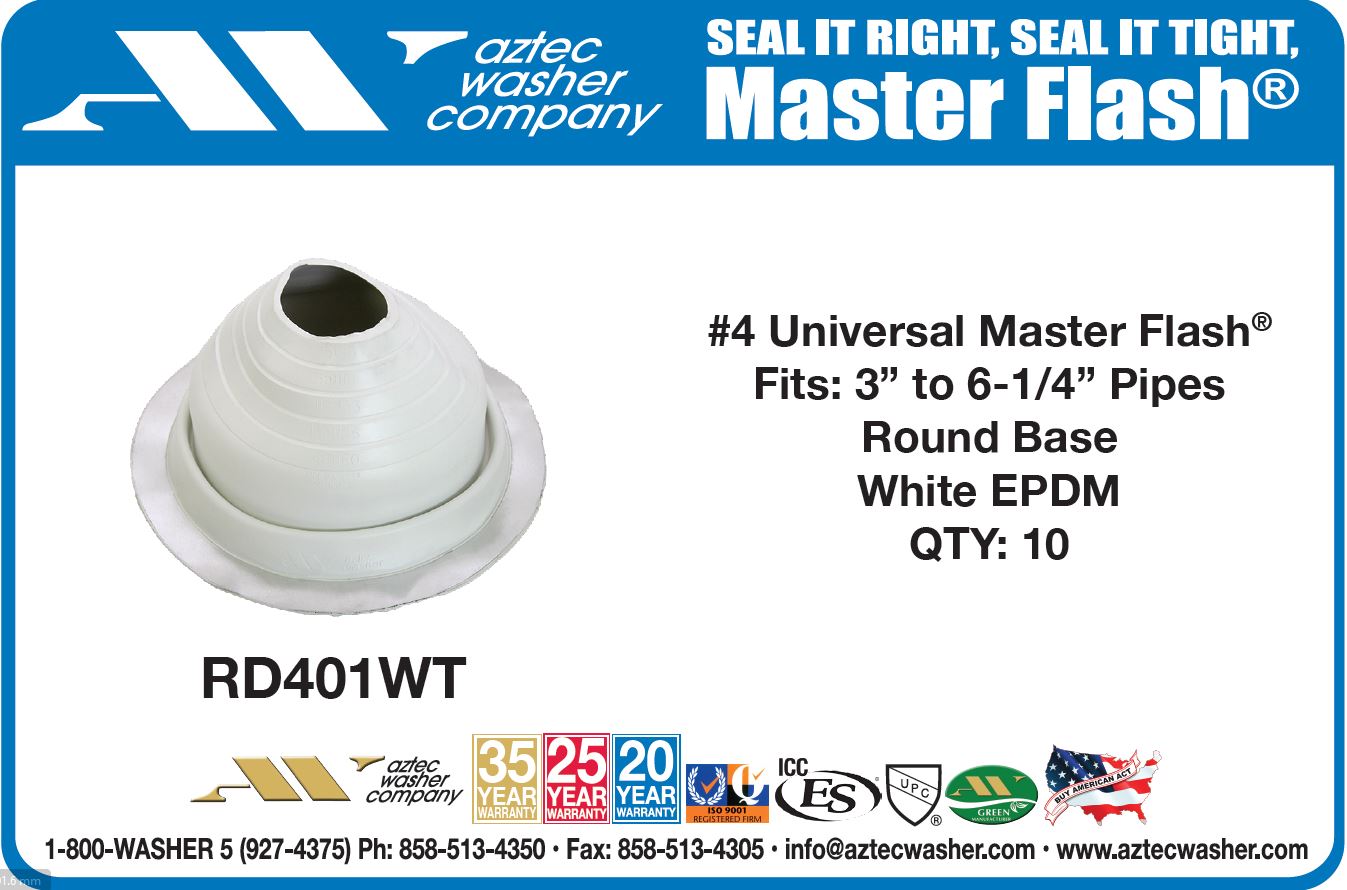 aztec
washer
company
SEAL IT RIGHT, SEAL IT TIGHT,
Master Flash®
#4 Universal Master Flash®
Fits: 3” to 6-1/4” Pipes
Round Base
White EPDM
QTY: 10
RD401WT
aztec
washer
company
35
YEAR
WARRANTY
25
YEAR
WARRANTY
20
YEAR
WARRANTY
Q
ISO 9001
REGISTERED FIRM
ICC
ES
®
UPC
®
GREEN
MANUFACTURER
BUY AMERICAN ACT
1-800-WASHER 5 (927-4375) Ph: 858-513-4350 · Fax: 858-513-4305 · info@aztecwasher.com · www.aztecwasher.com